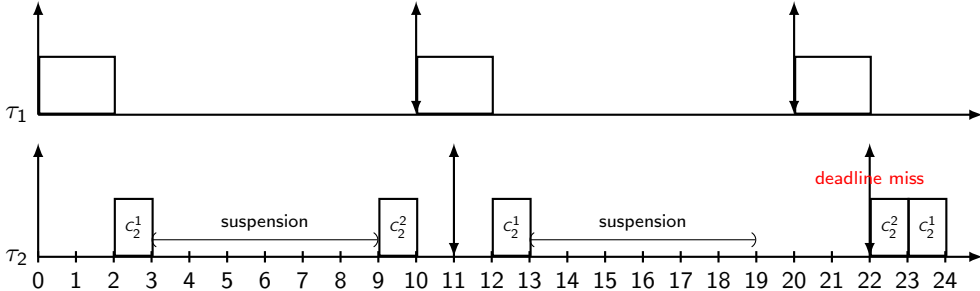 τ₁
deadline miss
suspension suspension
c₂¹ c₂² c₂¹ c₂² c₂¹
τ₂
0 1 2 3 4 5 6 7 8 9 10 11 12 13 14 15 16 17 18 19 20 21 22 23 24